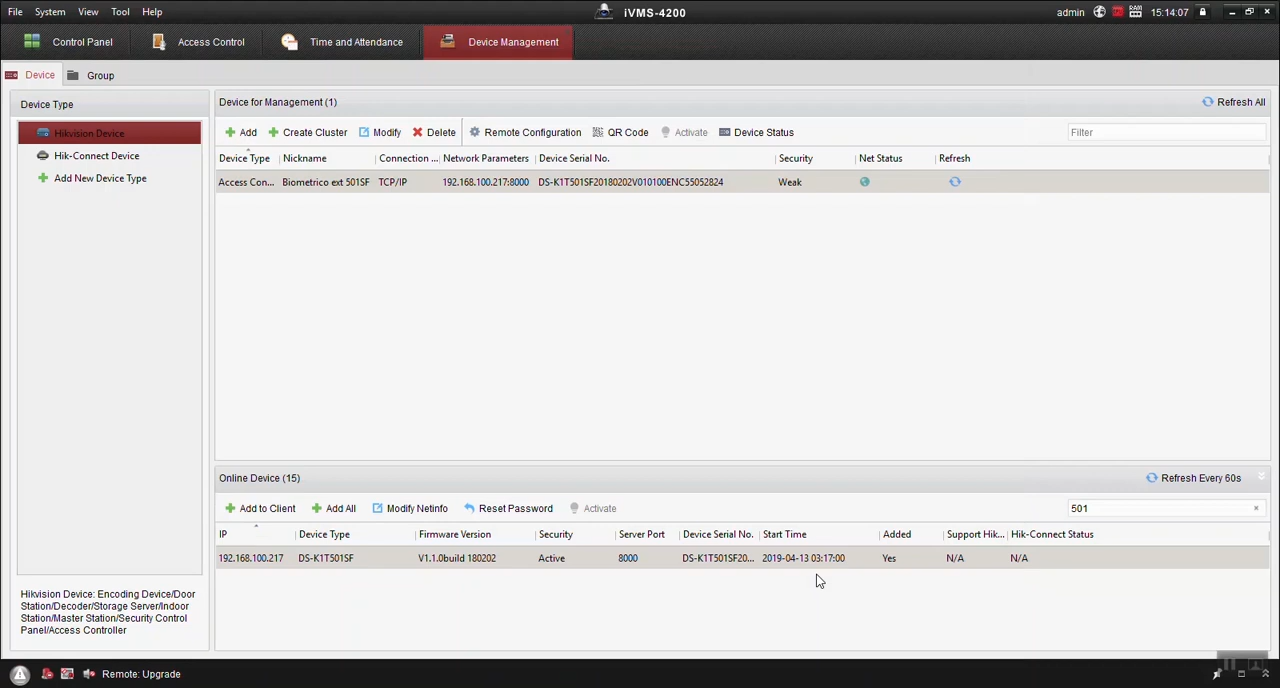 File System View Tool Help iVMS-4200 admin 15:14:07
Control Panel Access Control Time and Attendance Device Management
Device Group
Device Type
Hikvision Device
Hik-Connect Device
Add New Device Type
Hikvision Device: Encoding Device/Door
Station/Decoder/Storage Server/Indoor
Station/Master Station/Security Control
Panel/Access Controller
Device for Management (1) Refresh All
Add Create Cluster Modify Delete Remote Configuration QR Code Activate Device Status Filter
Device Type Nickname Connection ... Network Parameters Device Serial No. Security Net Status Refresh
Access Con... Biometrico ext 501SF TCP/IP 192.168.100.217:8000 DS-K1T501SF20180202V010100ENC55052824 Weak
Online Device (15) Refresh Every 60s
Add to Client Add All Modify Netinfo Reset Password Activate 501
IP Device Type Firmware Version Security Server Port Device Serial No. Start Time Added Support Hik... Hik-Connect Status
192.168.100.217 DS-K1T501SF V1.1.0build 180202 Active 8000 DS-K1T501SF20... 2019-04-13 03:17:00 Yes N/A N/A
Remote: Upgrade